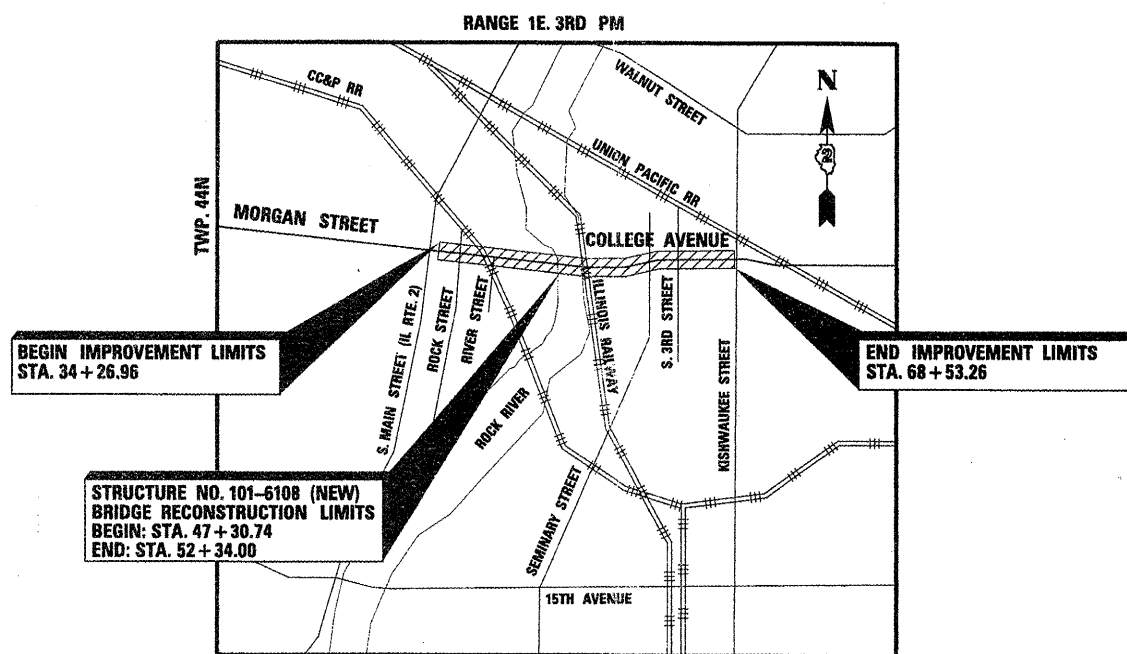 RANGE 1E. 3RD PM
TWP. 44N
CC&P RR
WALNUT STREET
N
UNION PACIFIC RR
MORGAN STREET
COLLEGE AVENUE
S. MAIN STREET (IL RTE. 2)
ROCK STREET
RIVER STREET
ILLINOIS RAILWAY
S. 3RD STREET
KISHWAUKEE STREET
ROCK RIVER
SEMINARY STREET
15TH AVENUE
BEGIN IMPROVEMENT LIMITS
STA. 34+26.96
END IMPROVEMENT LIMITS
STA. 68+53.26
STRUCTURE NO. 101-6108 (NEW)
BRIDGE RECONSTRUCTION LIMITS
BEGIN: STA. 47+30.74
END: STA. 52+34.00